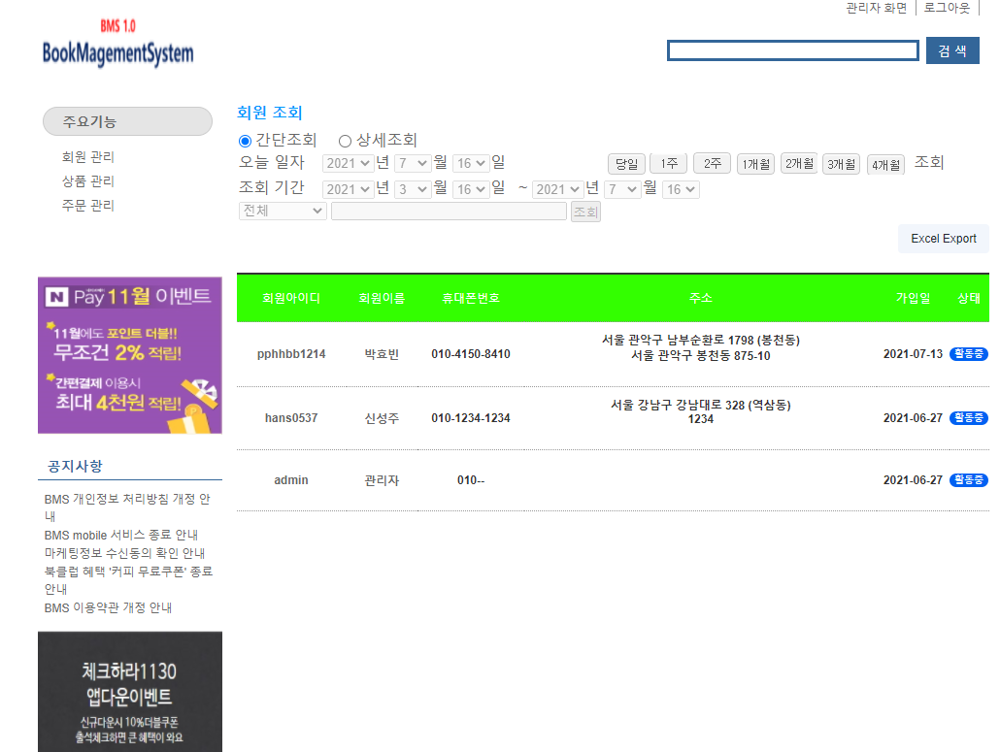 관리자 화면 로그아웃
BMS 1.0
BookMagementSystem
검 색
주요기능
회원 관리
상품 관리
주문 관리
회원 조회
간단조회 상세조회
오늘 일자 2021 년 7 월 16 일 당일 1주 2주 1개월 2개월 3개월 4개월 조회
조회 기간 2021 년 3 월 16 일 ~ 2021 년 7 월 16
전체 조회
Excel Export
N Pay 11월 이벤트
11월에도 포인트 더블!!
무조건 2% 적립!
간편결제 이용시
최대 4천원 적립!
회원아이디 회원이름 휴대폰번호 주소 가입일 상태
pphhbb1214 박효빈 010-4150-8410 서울 관악구 남부순환로 1798 (봉천동) 2021-07-13 활동중
서울 관악구 봉천동 875-10
hans0537 신성주 010-1234-1234 서울 강남구 강남대로 328 (역삼동) 2021-06-27 활동중
1234
admin 관리자 010-- 2021-06-27 활동중
공지사항
BMS 개인정보 처리방침 개정 안
내
BMS mobile 서비스 종료 안내
마케팅정보 수신동의 확인 안내
북클럽 혜택 '커피 무료쿠폰' 종료
안내
BMS 이용약관 개정 안내
체크하라1130
앱다운이벤트
신규다운시 10%더블쿠폰
출석체크하면 큰 혜택이 와요